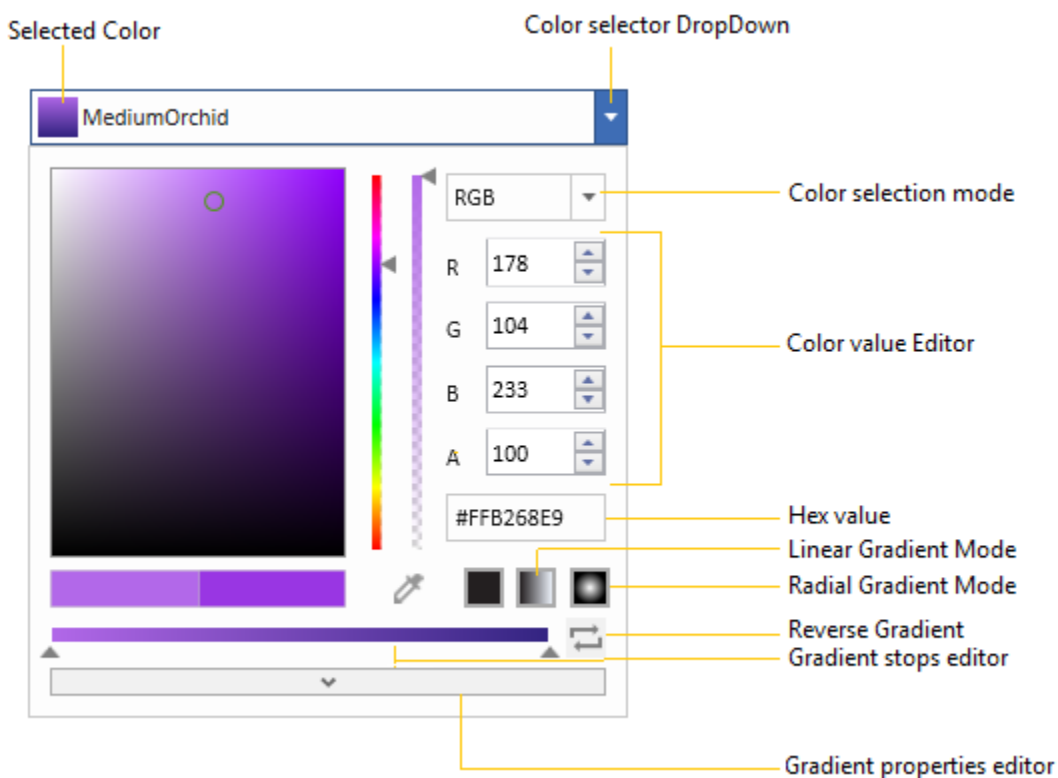 Selected Color
Color selector DropDown
MediumOrchid
RGB
Color selection mode
R 178
G 104
Color value Editor
B 233
A 100
#FFB268E9
Hex value
Linear Gradient Mode
Radial Gradient Mode
Reverse Gradient
Gradient stops editor
Gradient properties editor